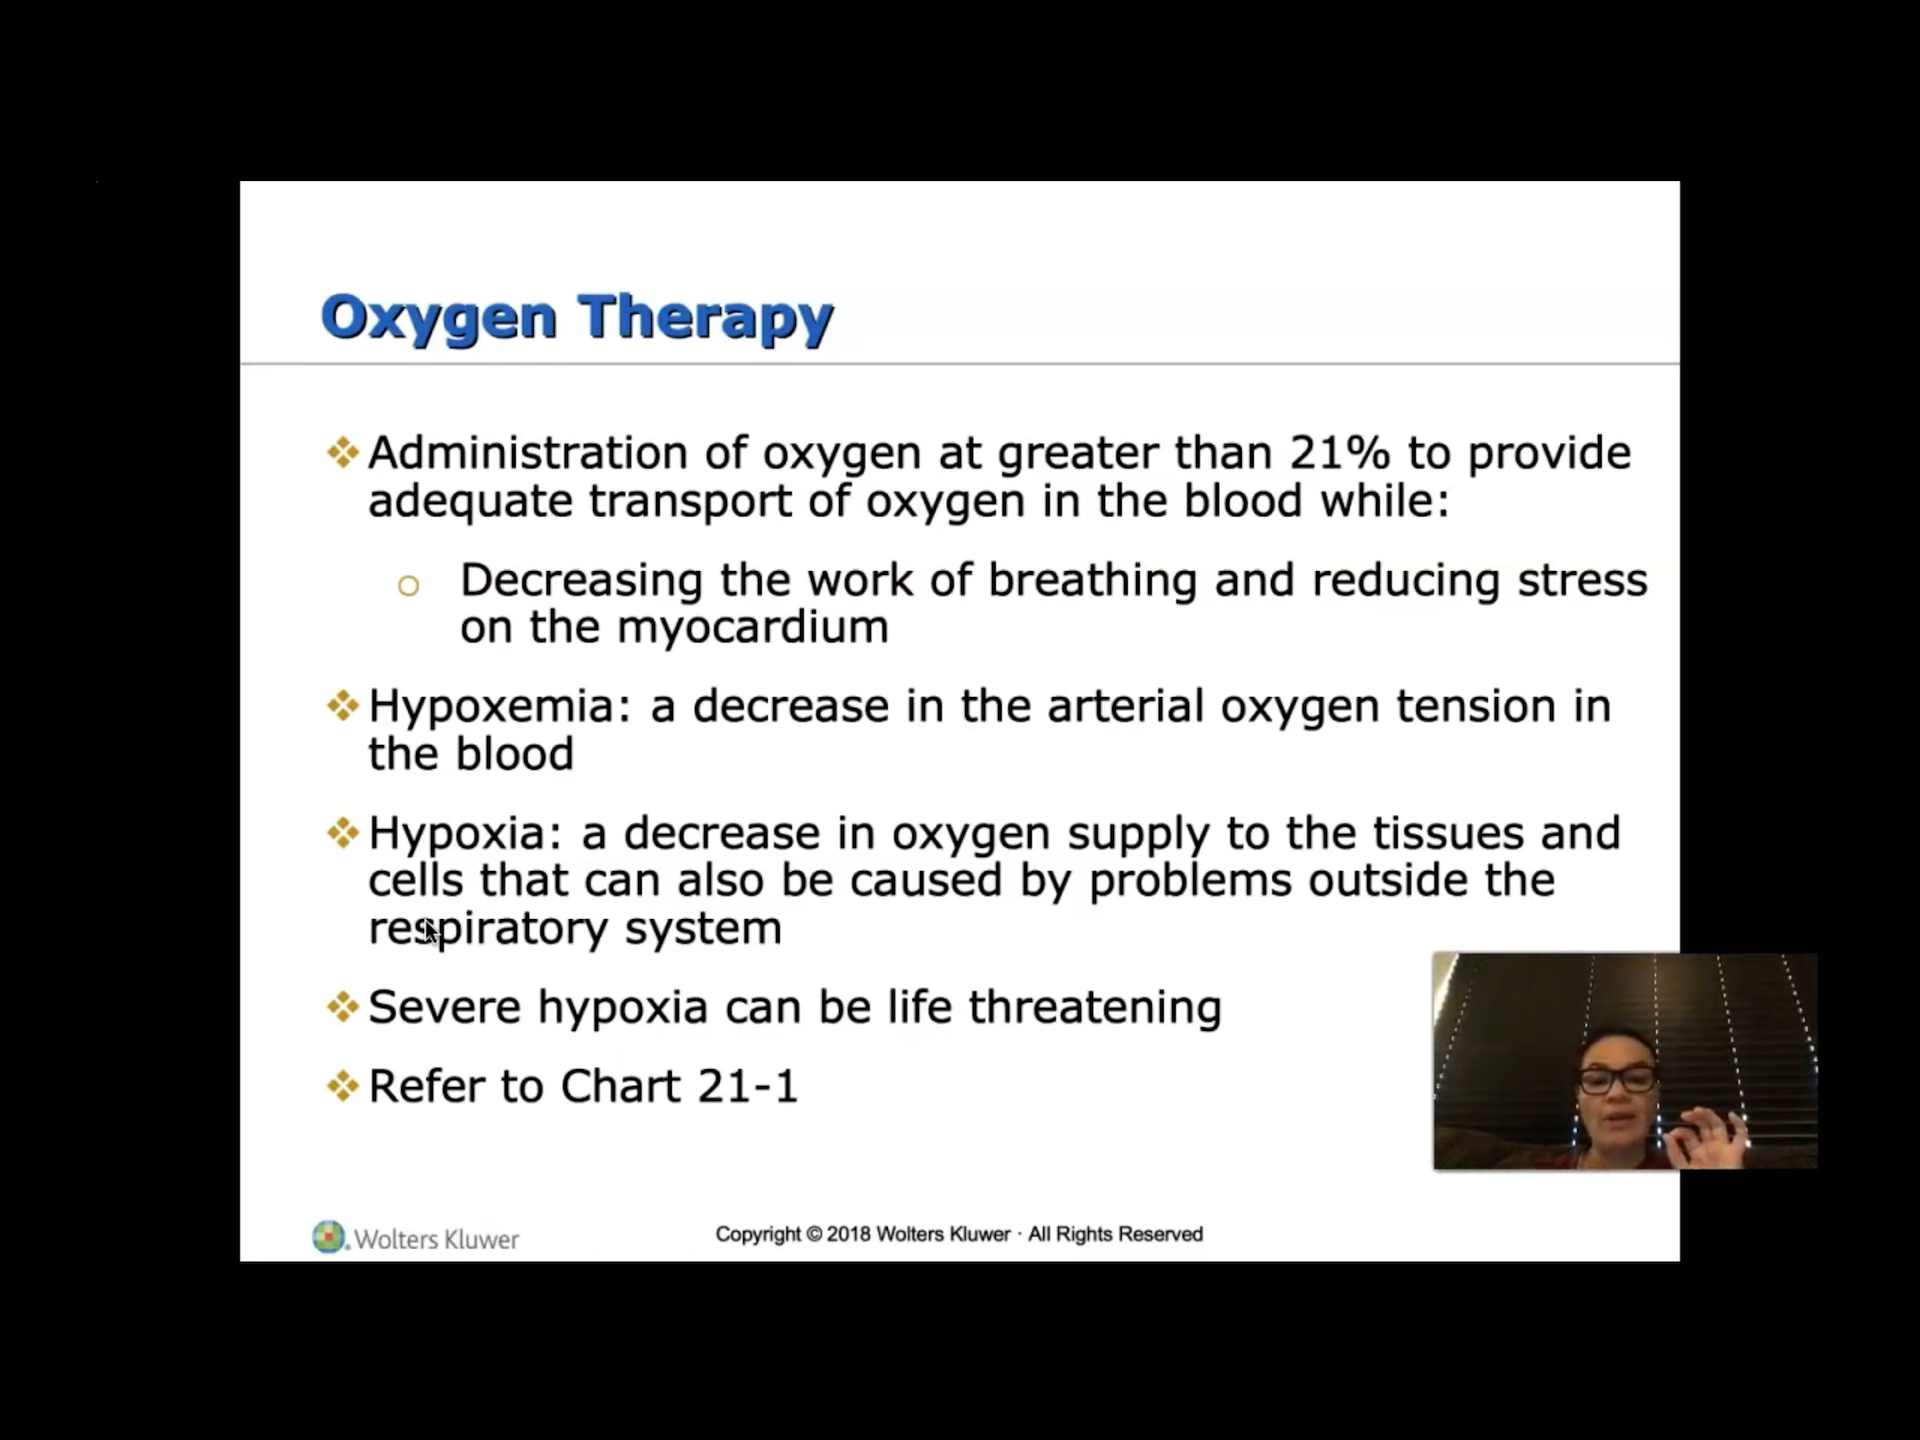 Oxygen Therapy
❖ Administration of oxygen at greater than 21% to provide
adequate transport of oxygen in the blood while:
○ Decreasing the work of breathing and reducing stress
on the myocardium
❖ Hypoxemia: a decrease in the arterial oxygen tension in
the blood
❖ Hypoxia: a decrease in oxygen supply to the tissues and
cells that can also be caused by problems outside the
respiratory system
❖ Severe hypoxia can be life threatening
❖ Refer to Chart 21-1
Wolters Kluwer
Copyright © 2018 Wolters Kluwer · All Rights Reserved